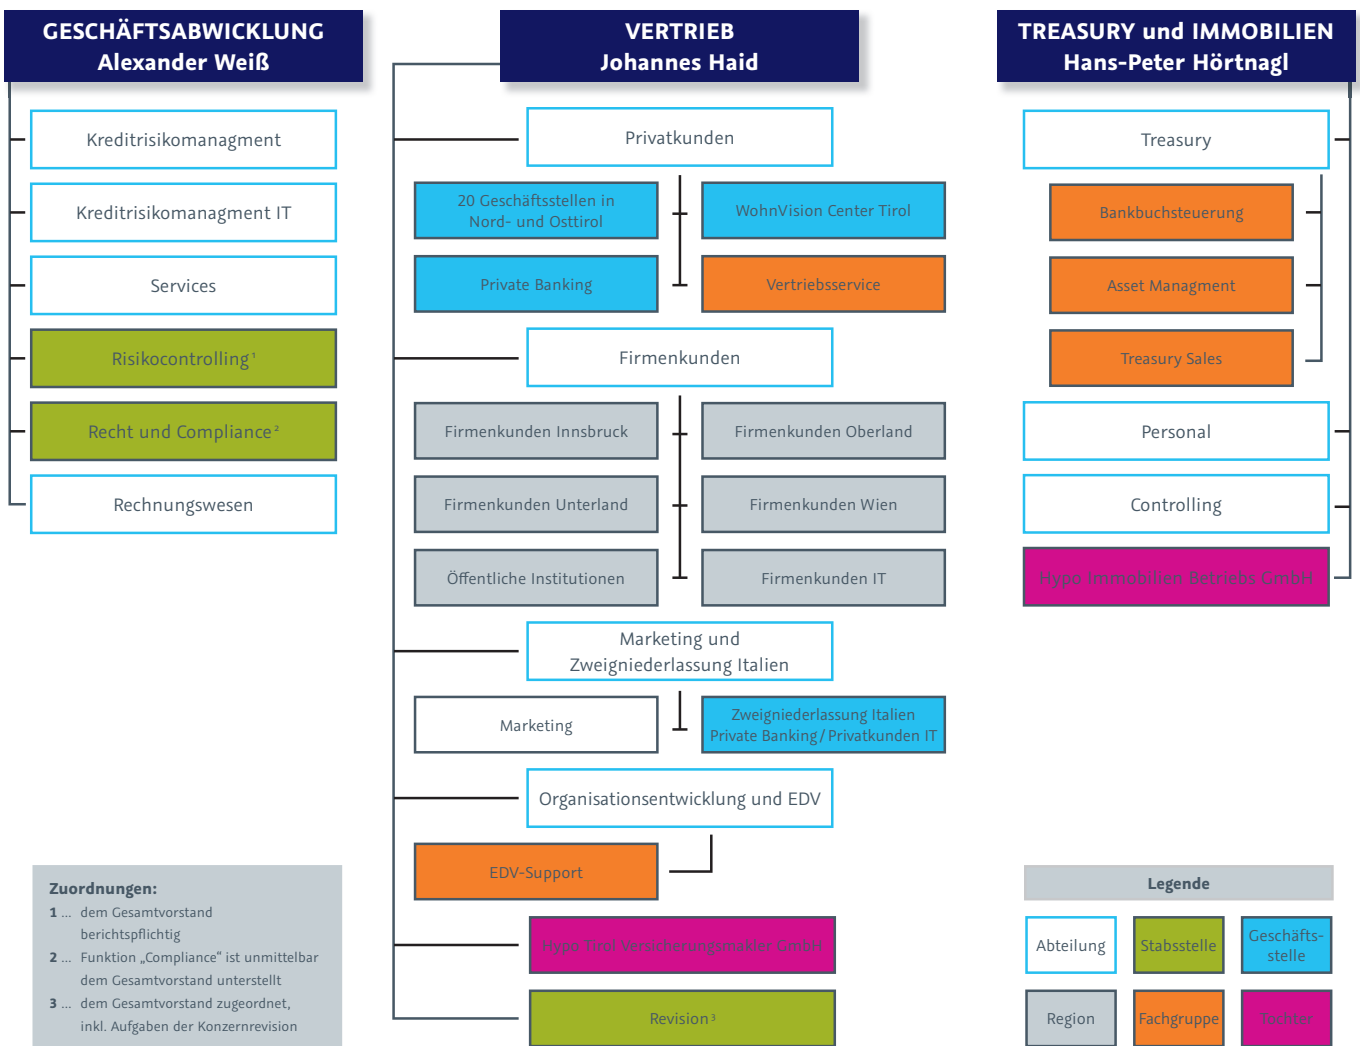 GESCHÄFTSABWICKLUNG
Alexander Weiß
Kreditrisikomanagment
Kreditrisikomanagment IT
Services
Risikocontrolling¹
Recht und Compliance²
Rechnungswesen
VERTRIEB
Johannes Haid
Privatkunden
20 Geschäftsstellen in
Nord- und Osttirol
WohnVision Center Tirol
Private Banking
Vertriebsservice
Firmenkunden
Firmenkunden Innsbruck
Firmenkunden Oberland
Firmenkunden Unterland
Firmenkunden Wien
Öffentliche Institutionen
Firmenkunden IT
Marketing und
Zweigniederlassung Italien
Marketing
Zweigniederlassung Italien
Private Banking/Privatkunden IT
Organisationsentwicklung und EDV
EDV-Support
Hypo Tirol Versicherungsmakler GmbH
Revision³
TREASURY und IMMOBILIEN
Hans-Peter Hörtnagl
Treasury
Bankbuchsteuerung
Asset Managment
Treasury Sales
Personal
Controlling
Hypo Immobilien Betriebs GmbH
Zuordnungen:
1 ... dem Gesamtvorstand
berichtspflichtig
2 ... Funktion „Compliance“ ist unmittelbar
dem Gesamtvorstand unterstellt
3 ... dem Gesamtvorstand zugeordnet,
inkl. Aufgaben der Konzernrevision
Legende
Abteilung
Stabsstelle
Geschäfts-
stelle
Region
Fachgruppe
Töchter